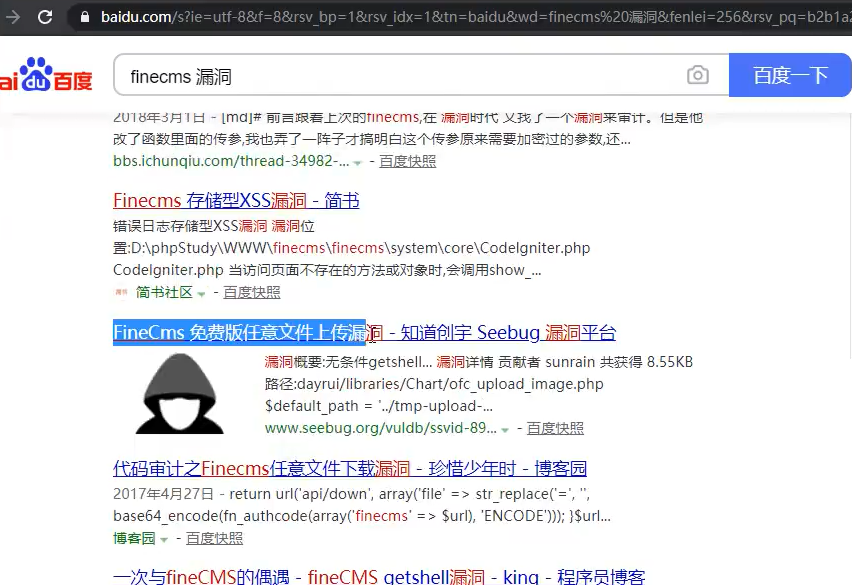 baidu.com/s?ie=utf-8&f=8&rsv_bp=1&rsv_idx=1&tn=baidu&wd=finecms%20漏洞&fenlei=256&rsv_pq=b2b1a
ai du 百度
finecms 漏洞
百度一下
2018年3月1日 - [md]# 前言跟着上次的finecms,在 漏洞时代 又找了一个漏洞来审计。但是他
改了函数里面的传参,我也弄了一阵子才搞明白这个传参原来需要加密过的参数,还...
bbs.ichunqiu.com/thread-34982-... - 百度快照
Finecms 存储型XSS漏洞 - 简书
错误日志存储型XSS漏洞 漏洞位
置:D:\phpStudy\WWW\finecms\finecms\system\core\CodeIgniter.php
CodeIgniter.php 当访问页面不存在的方法或对象时,会调用show_...
简书社区 - 百度快照
FineCms 免费版任意文件上传漏洞 - 知道创宇 Seebug 漏洞平台
漏洞概要:无条件getshell... 漏洞详情 贡献者 sunrain 共获得 8.55KB
路径:dayrui/libraries/Chart/ofc_upload_image.php
$default_path = '../tmp-upload-...
www.seebug.org/vuldb/ssvid-89... - 百度快照
代码审计之Finecms任意文件下载漏洞 - 珍惜少年时 - 博客园
2017年4月27日 - return url('api/down', array('file' => str_replace('=', '',
base64_encode(fn_authcode(array('finecms' => $url), 'ENCODE'))); }$url...
博客园 - 百度快照
一次与fineCMS的偶遇 - fineCMS getshell漏洞 - king - 程序员博客